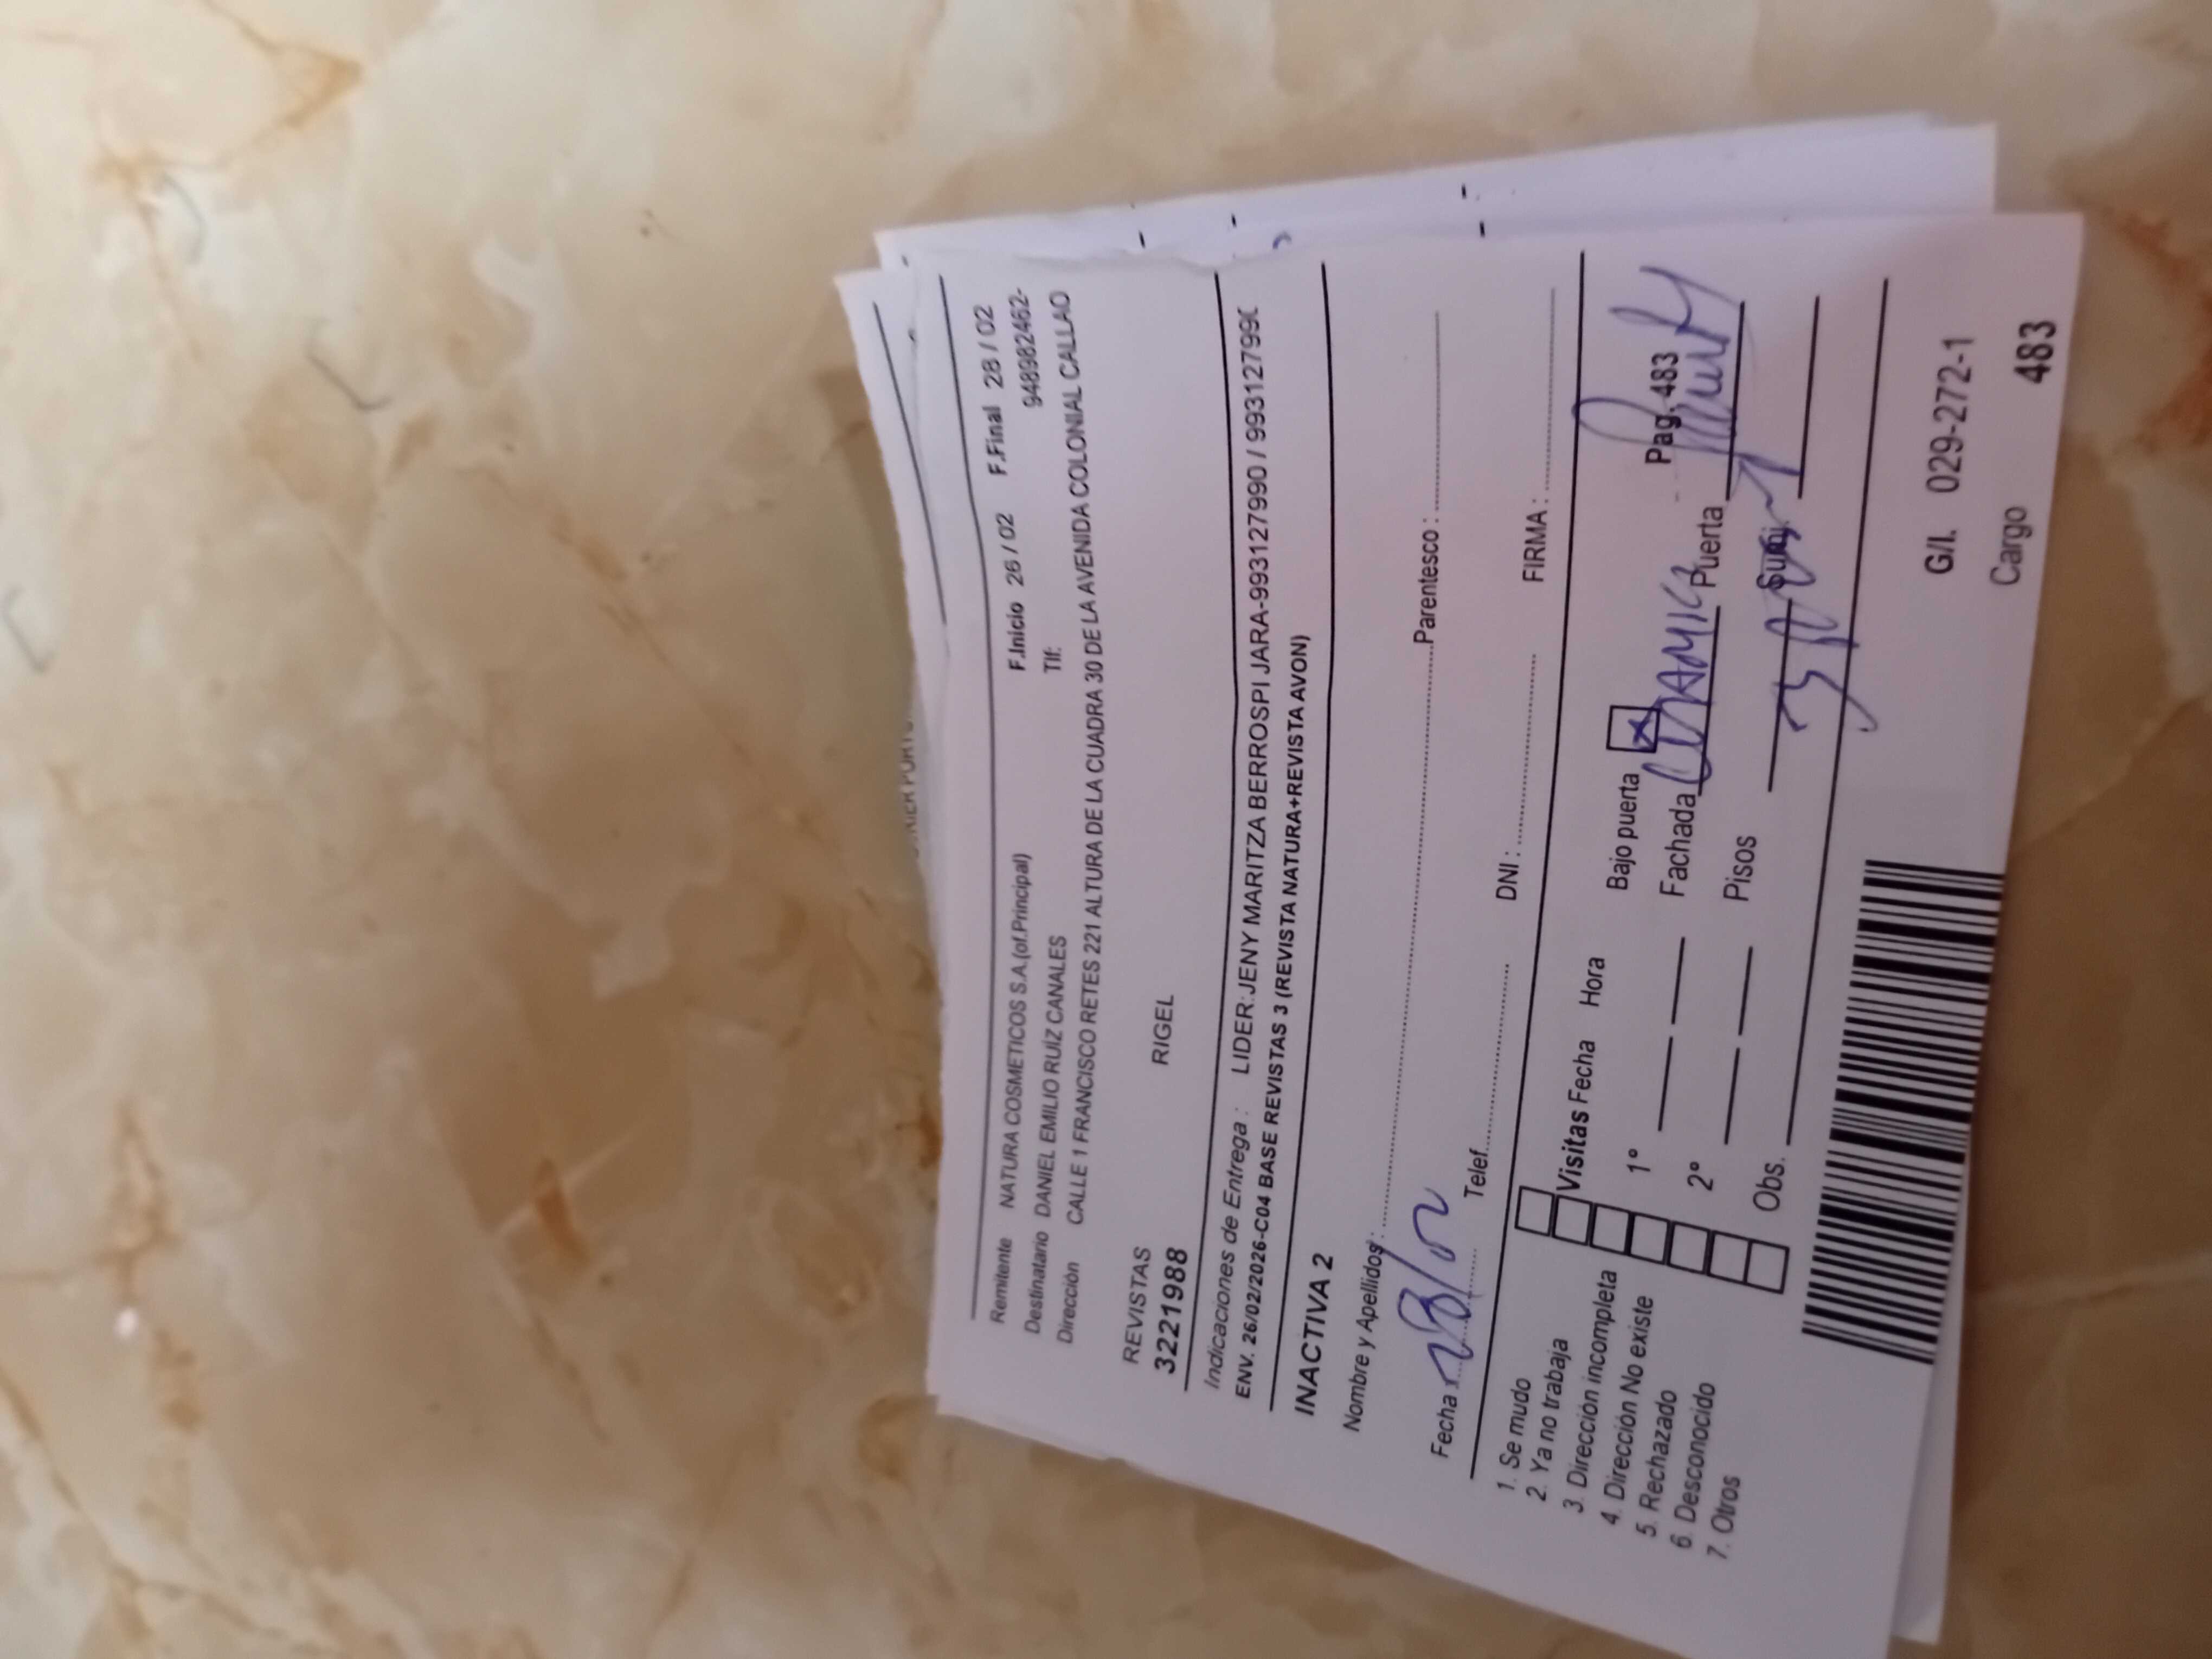 Remitente NATURA COSMETICOS S.A.(of.Principal) F.Inicio 26 / 02 F.Final 28 / 02
Destinatario DANIEL EMILIO RUIZ CANALES Tlf: 948982462-
Dirección CALLE 1 FRANCISCO RETES 221 ALTURA DE LA CUADRA 30 DE LA AVENIDA COLONIAL CALLAO
REVISTAS
3221988 RIGEL
Indicaciones de Entrega : LIDER:JENY MARITZA BERROSPI JARA-993127990 / 99312799
ENV. 26/02/2026-C04 BASE REVISTAS 3 (REVISTA NATURA+REVISTA AVON)
INACTIVA 2
Nombre y Apellidos: Parentesco :
Fecha : 28/02 Telef. DNI : FIRMA :
1. Se mudo
2. Ya no trabaja
3. Dirección incompleta
4. Dirección No existe
5. Rechazado
6. Desconocido
7. Otros
Visitas Fecha Hora Bajo puerta X Pag. 483
1° Fachada Puerta
2° Pisos Sum.
Obs.
G/I. 029-272-1
Cargo 483